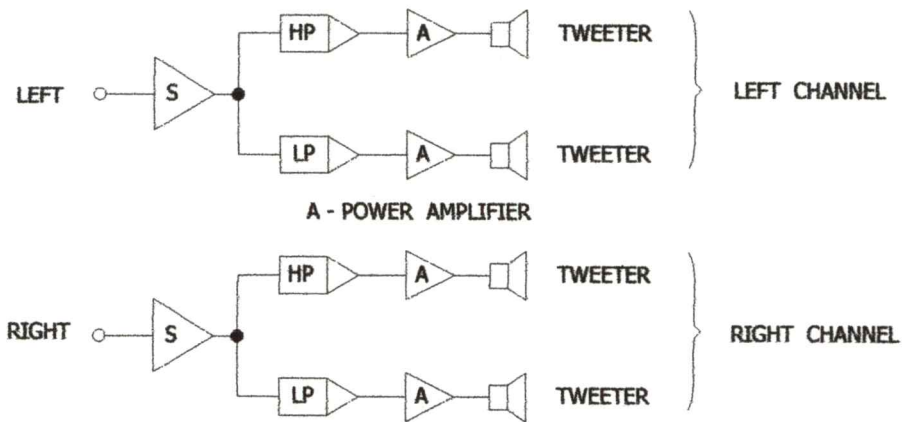 HP A TWEETER
LEFT S LEFT CHANNEL
LP A TWEETER
A - POWER AMPLIFIER
HP A TWEETER
RIGHT S RIGHT CHANNEL
LP A TWEETER